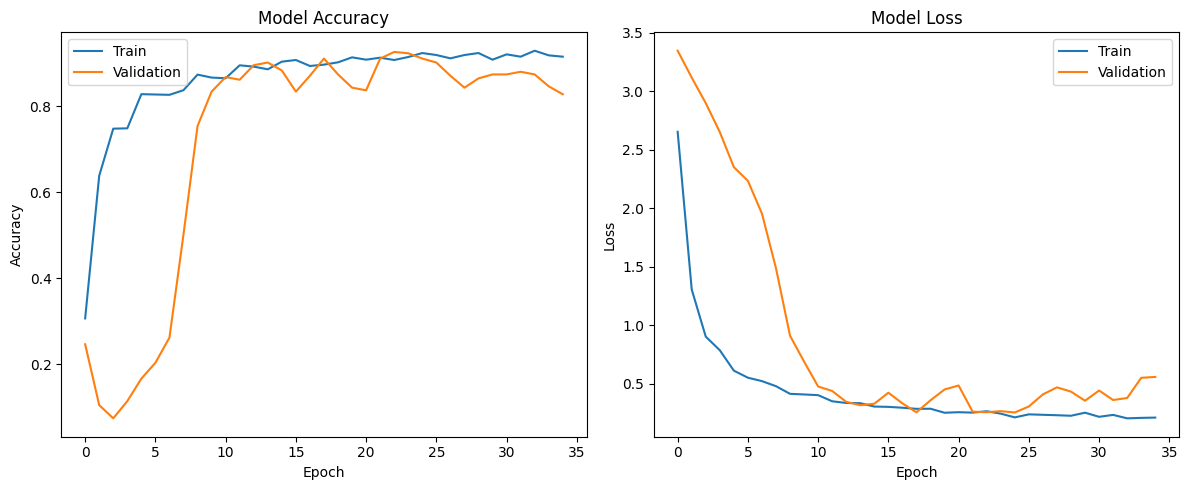 Model Accuracy
Train
Validation
0.8
0.6
0.4
0.2
Accuracy
0 5 10 15 20 25 30 35
Epoch
Model Loss
Train
Validation
3.5
3.0
2.5
2.0
1.5
1.0
0.5
Loss
0 5 10 15 20 25 30 35
Epoch